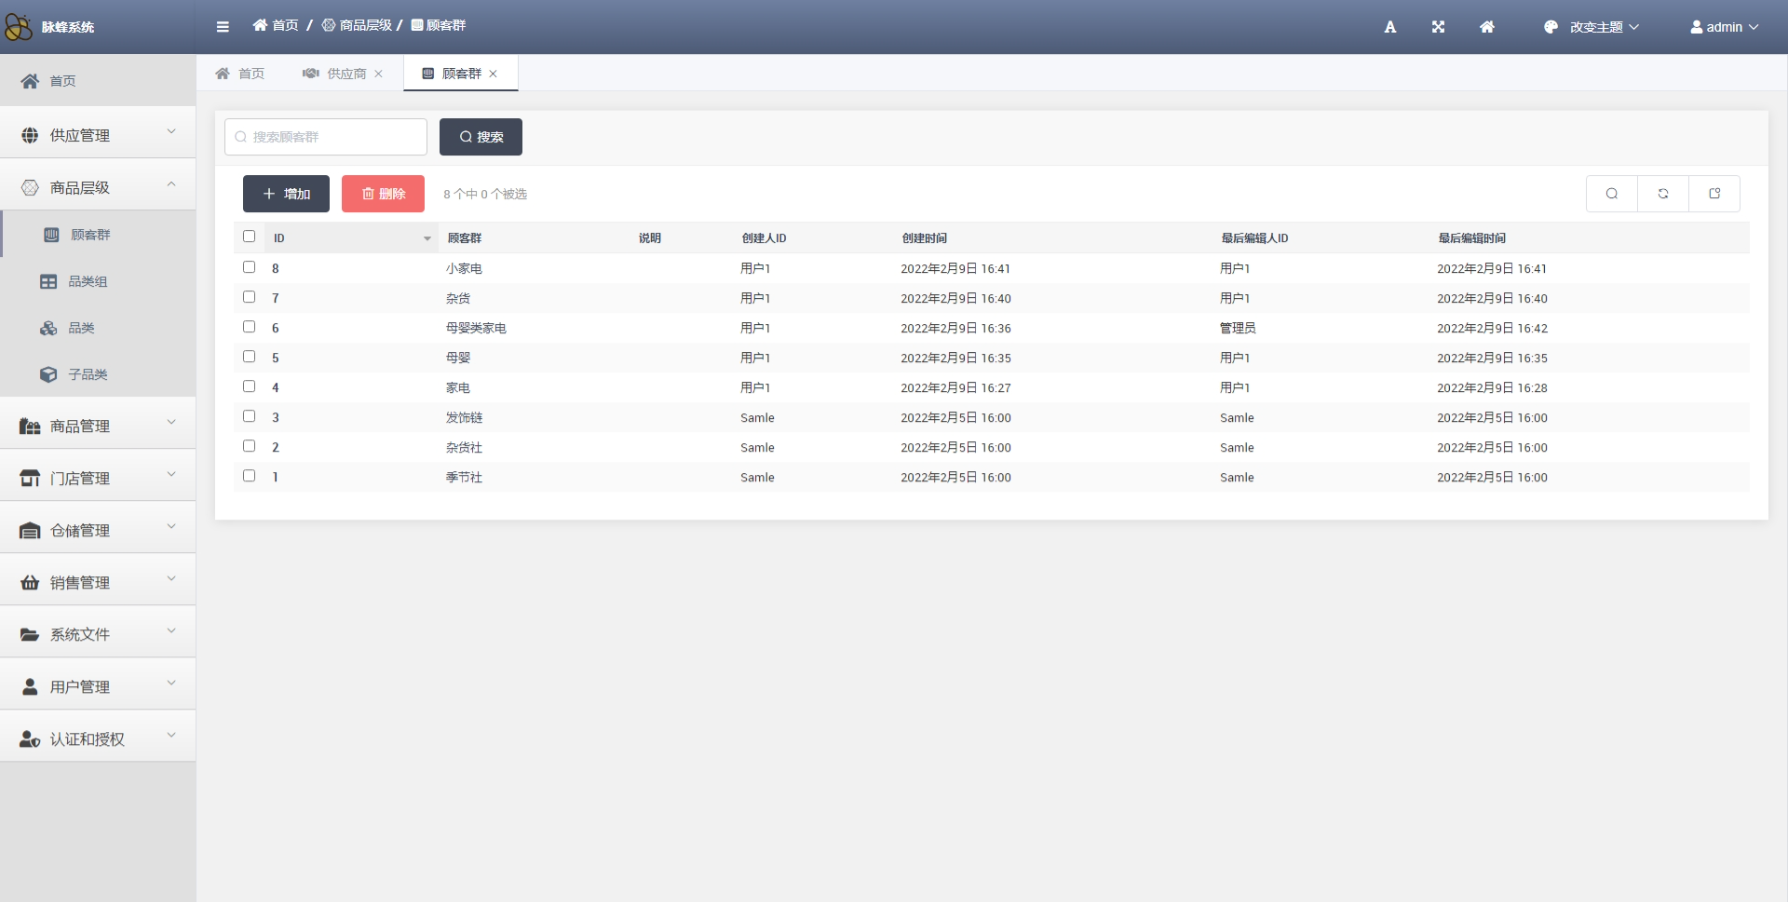 脉蜂系统
首页 / 商品层级 / 顾客群
A
改变主题
admin
首页
供应商 ×
顾客群 ×
首页
供应管理
商品层级
顾客群
品类组
品类
子品类
商品管理
门店管理
仓储管理
销售管理
系统文件
用户管理
认证和授权
搜索顾客群
搜索
增加
删除
8 个中 0 个被选
ID 顾客群 说明 创建人ID 创建时间 最后编辑人ID 最后编辑时间
8 小家电 用户1 2022年2月9日 16:41 用户1 2022年2月9日 16:41
7 杂货 用户1 2022年2月9日 16:40 用户1 2022年2月9日 16:40
6 母婴类家电 用户1 2022年2月9日 16:36 管理员 2022年2月9日 16:42
5 母婴 用户1 2022年2月9日 16:35 用户1 2022年2月9日 16:35
4 家电 用户1 2022年2月9日 16:27 用户1 2022年2月9日 16:28
3 发饰链 Samle 2022年2月5日 16:00 Samle 2022年2月5日 16:00
2 杂货社 Samle 2022年2月5日 16:00 Samle 2022年2月5日 16:00
1 季节社 Samle 2022年2月5日 16:00 Samle 2022年2月5日 16:00